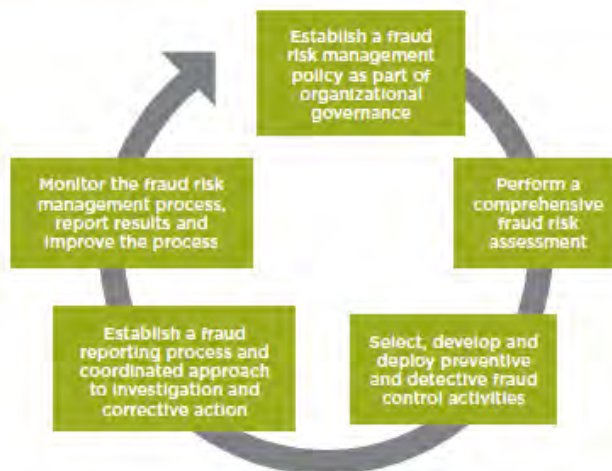 Establish a fraud
risk management
policy as part of
organizational
governance
Perform a
comprehensive
fraud risk
assessment
Select, develop and
deploy preventive
and detective fraud
control activities
Establish a fraud
reporting process and
coordinated approach
to investigation and
corrective action
Monitor the fraud risk
management process,
report results and
improve the process